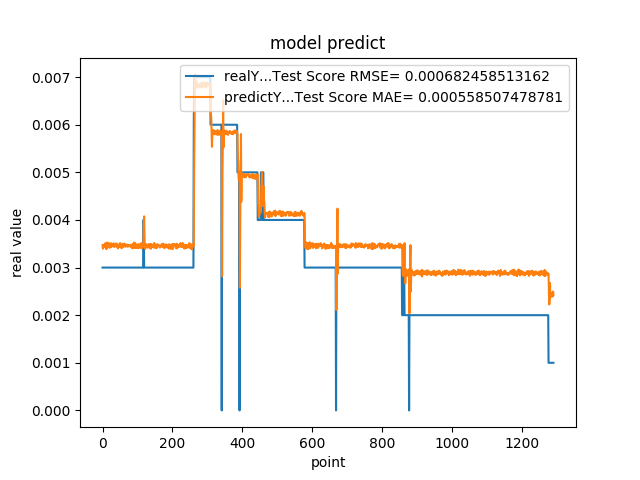 model predict
realY...Test Score RMSE= 0.000682458513162
predictY...Test Score MAE= 0.000558507478781
0.007
0.006
0.005
0.004
0.003
0.002
0.001
0.000
real value
0 200 400 600 800 1000 1200
point